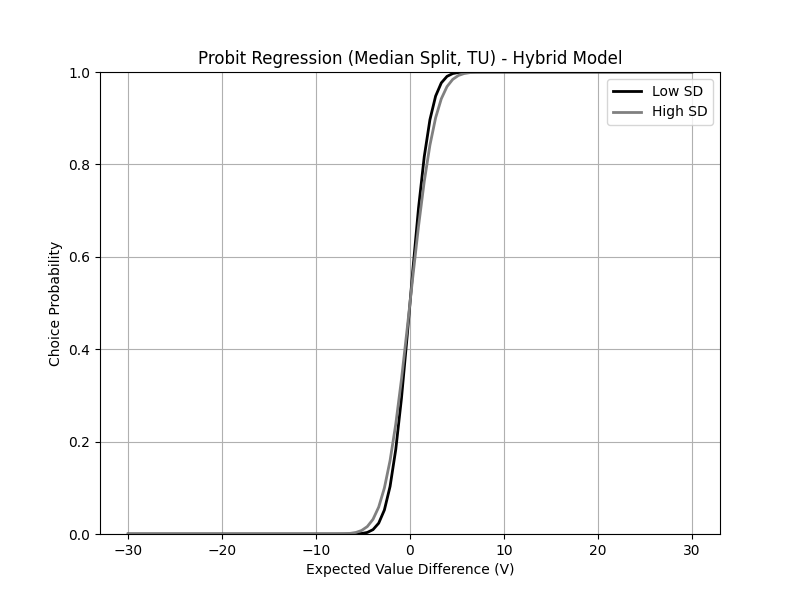 Probit Regression (Median Split, TU) - Hybrid Model
1.0
0.8
0.6
0.4
0.2
0.0
Choice Probability
Low SD
High SD
−30
−20
−10
0
10
20
30
Expected Value Difference (V)